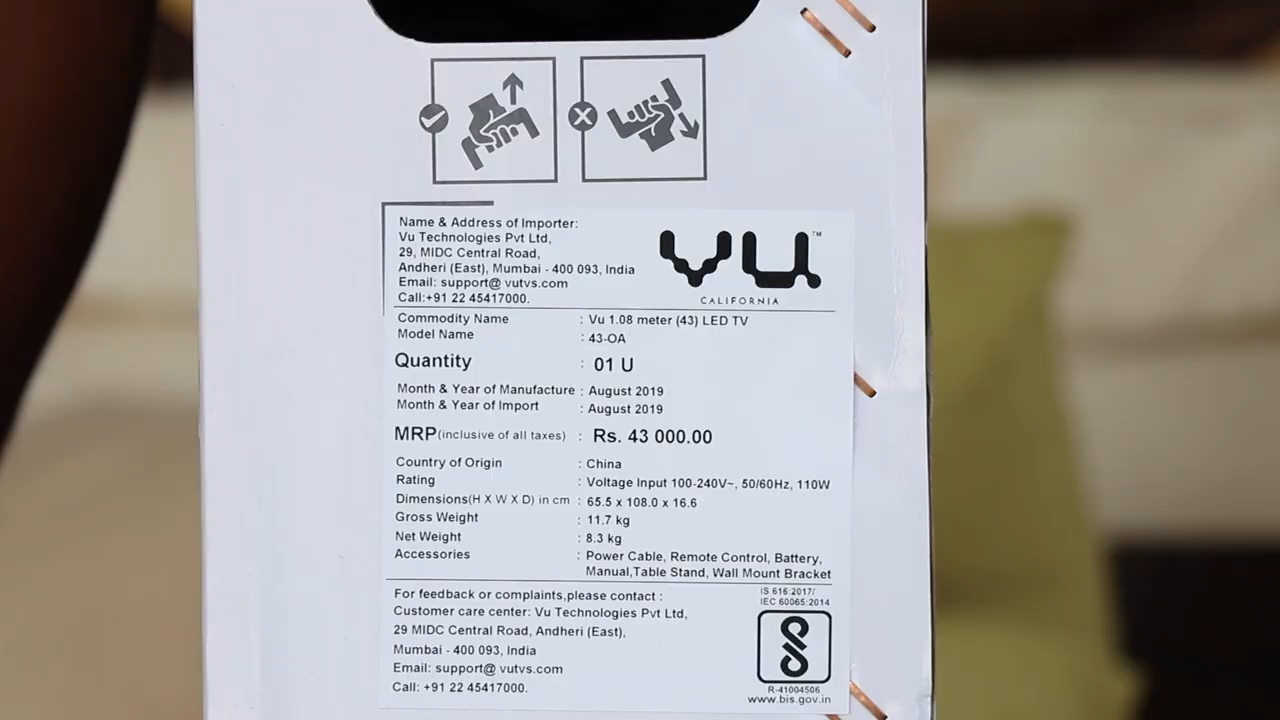 Name & Address of Importer:
Vu Technologies Pvt Ltd,
29, MIDC Central Road,
Andheri (East), Mumbai - 400 093, India
Email: support@ vutvs.com
Call:+91 22 45417000.
VU™
CALIFORNIA
Commodity Name : Vu 1.08 meter (43) LED TV
Model Name : 43-OA
Quantity : 01 U
Month & Year of Manufacture : August 2019
Month & Year of Import : August 2019
MRP(inclusive of all taxes) : Rs. 43 000.00
Country of Origin : China
Rating : Voltage Input 100-240V~, 50/60Hz, 110W
Dimensions(H X W X D) in cm : 65.5 x 108.0 x 16.6
Gross Weight : 11.7 kg
Net Weight : 8.3 kg
Accessories : Power Cable, Remote Control, Battery,
Manual,Table Stand, Wall Mount Bracket
For feedback or complaints,please contact :
Customer care center: Vu Technologies Pvt Ltd,
29 MIDC Central Road, Andheri (East),
Mumbai - 400 093, India
Email: support@ vutvs.com
Call: +91 22 45417000.
IS 616:2017/
IEC 60065:2014
R-41004506
www.bis.gov.in